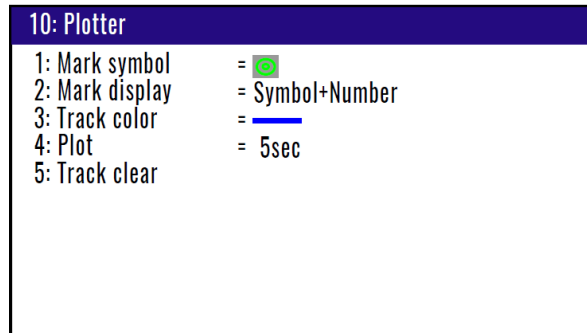 10: Plotter
1: Mark symbol =
2: Mark display = Symbol+Number
3: Track color =
4: Plot = 5sec
5: Track clear